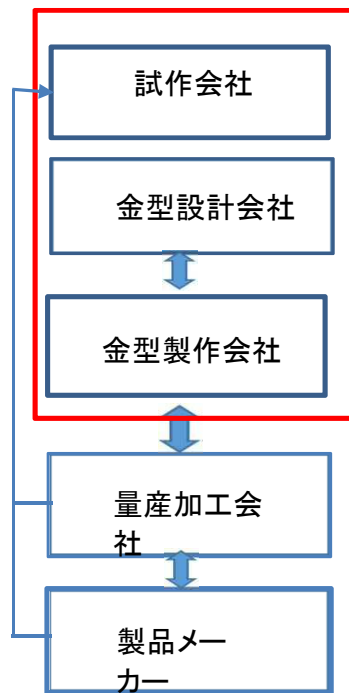 試作会社
金型設計会社
金型製作会社
量産加工会
社
製品メー
カー